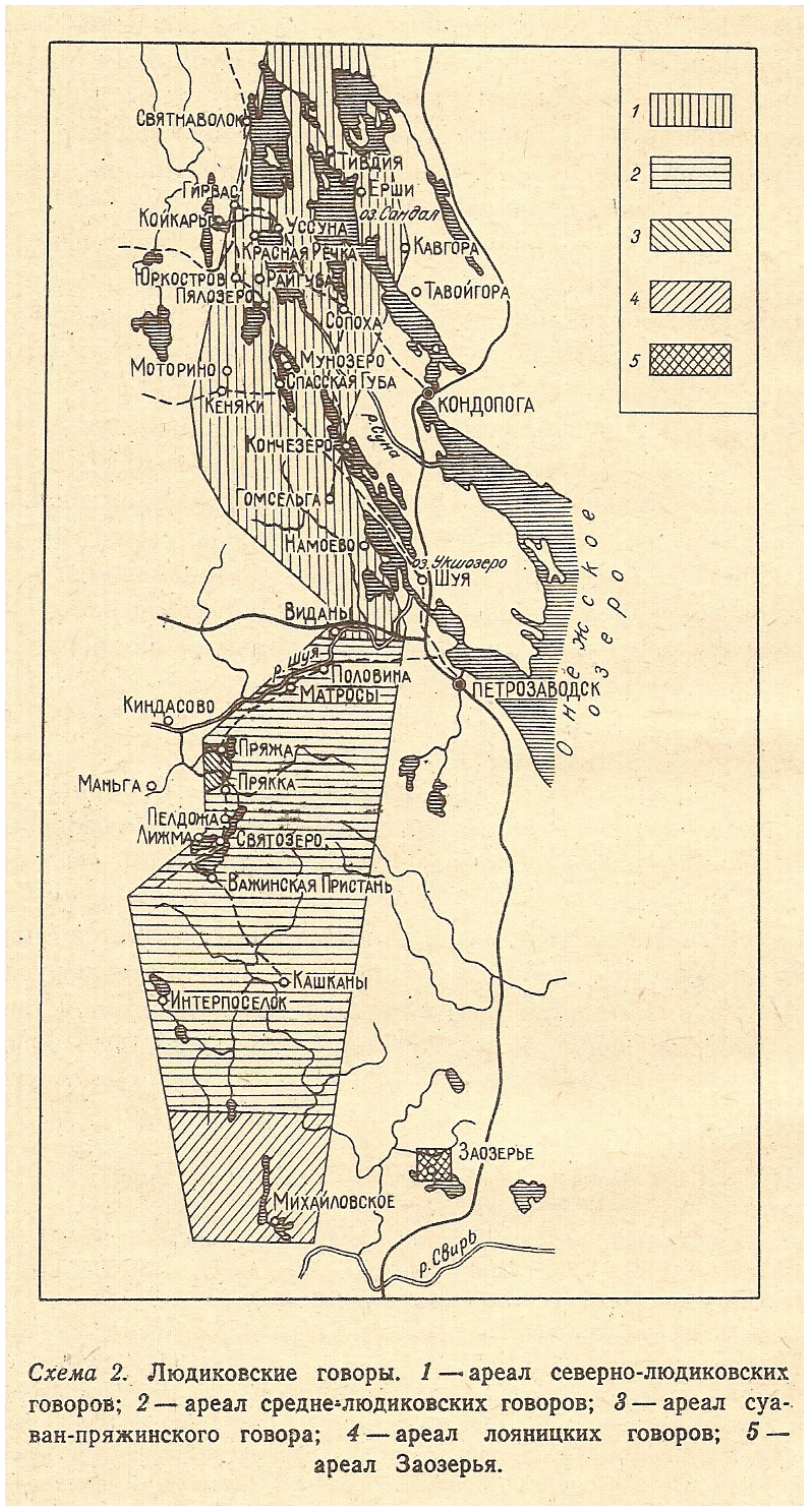 СВЯТНАВОЛОК
1
ТИВДИЯ
2
ГИРВАС
ЕРШИ
КОЙКАРЫ
оз. Сандал
УССУНА
3
КРАСНАЯ РЕЧКА
КАВГОРА
ЮРКОСТРОВ
РАЙГУБА
ПЯЛОЗЕРО
ТАВОЙГОРА
4
СОПОХА
5
МОТОРИНО
МУНОЗЕРО
СПАССКАЯ ГУБА
КЕНЯКИ
КОНДОПОГА
р. Суна
КОНЧЕЗЕРО
ГОМСЕЛЬГА
НАМОЕВО
оз. Укшозеро
ШУЯ
Онежское
озеро
ВИДАНЫ
р. Шуя
ПОЛОВИНА
МАТРОСЫ
ПЕТРОЗАВОДСК
КИНДАСОВО
ПРЯЖА
МАНЬГА
ПРЯККА
ПЕЛДОЖА
ЛИЖМА
СВЯТОЗЕРО
ВАЖИНСКАЯ ПРИСТАНЬ
КАШКАНЫ
ИНТЕРПОСЕЛОК
ЗАОЗЕРЬЕ
МИХАЙЛОВСКОЕ
р. Свирь
Схема 2. Людиковские говоры. 1 — ареал северно-людиковских
говоров; 2 — ареал средне-людиковских говоров; 3 — ареал суа-
ван-пряжинского говора; 4 — ареал лояницких говоров; 5 —
ареал Заозерья.